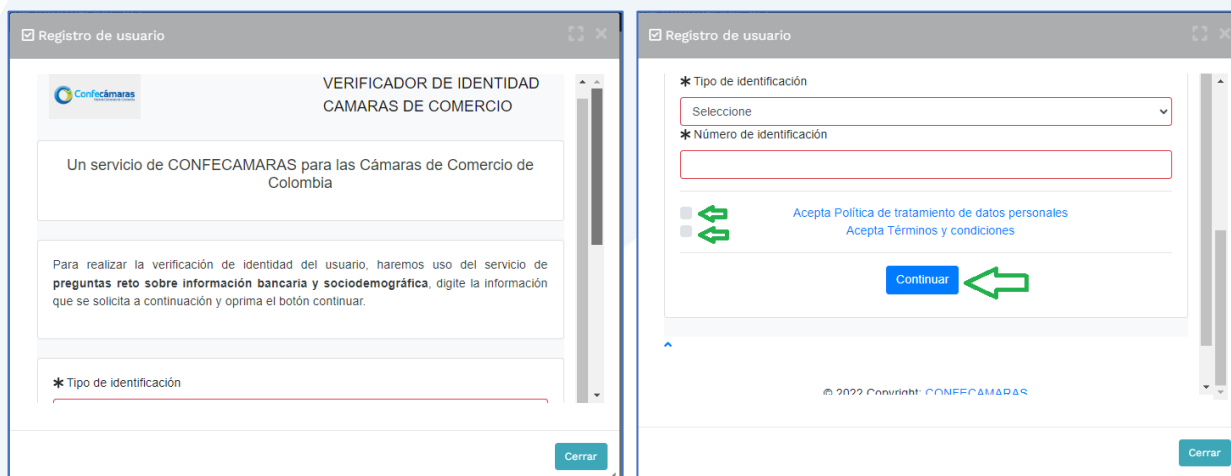 Registro de usuario
Confecámaras
VERIFICADOR DE IDENTIDAD
CAMARAS DE COMERCIO
Un servicio de CONFECAMARAS para las Cámaras de Comercio de
Colombia
Para realizar la verificación de identidad del usuario, haremos uso del servicio de
preguntas reto sobre información bancaria y sociodemográfica, digite la información
que se solicita a continuación y oprima el botón continuar.
* Tipo de identificación
Cerrar
Registro de usuario
* Tipo de identificación
Seleccione
* Número de identificación
Acepta Política de tratamiento de datos personales
Acepta Términos y condiciones
Continuar
© 2022 Copyright: CONFECAMARAS
Cerrar